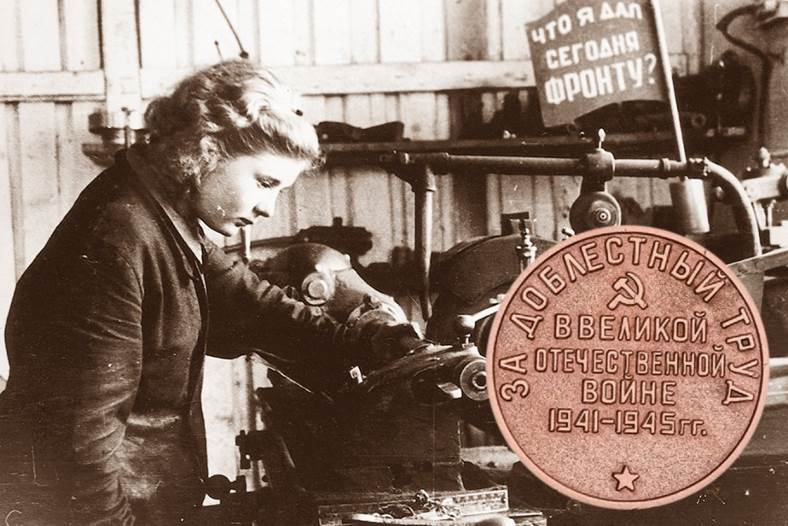 ЧТО Я ДАЛ
СЕГОДНЯ
ФРОНТУ?
ЗА ДОБЛЕСТНЫЙ ТРУД
В ВЕЛИКОЙ
ОТЕЧЕСТВЕННОЙ
ВОЙНЕ
1941-1945 гг.